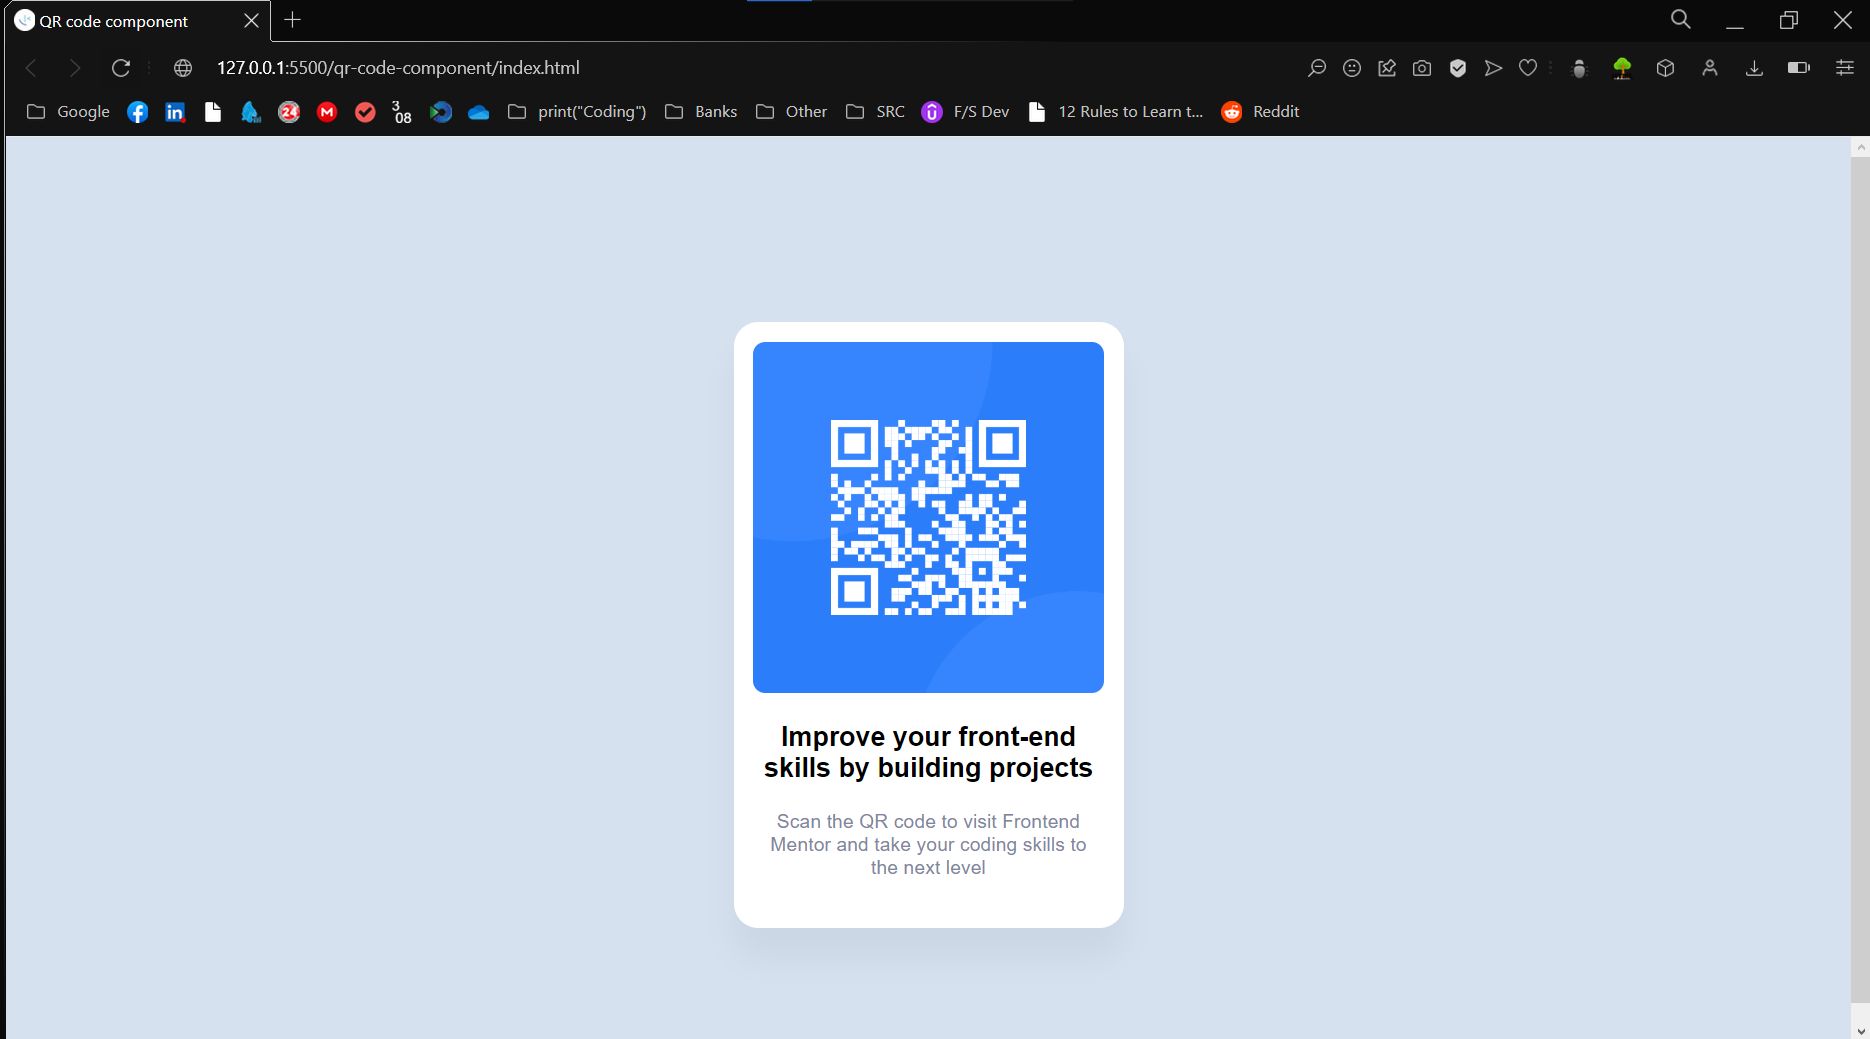 QR code component
127.0.0.1:5500/qr-code-component/index.html
Google
24
M
3
08
print("Coding")
Banks
Other
SRC
F/S Dev
12 Rules to Learn t...
Reddit
Improve your front-end
skills by building projects
Scan the QR code to visit Frontend
Mentor and take your coding skills to
the next level